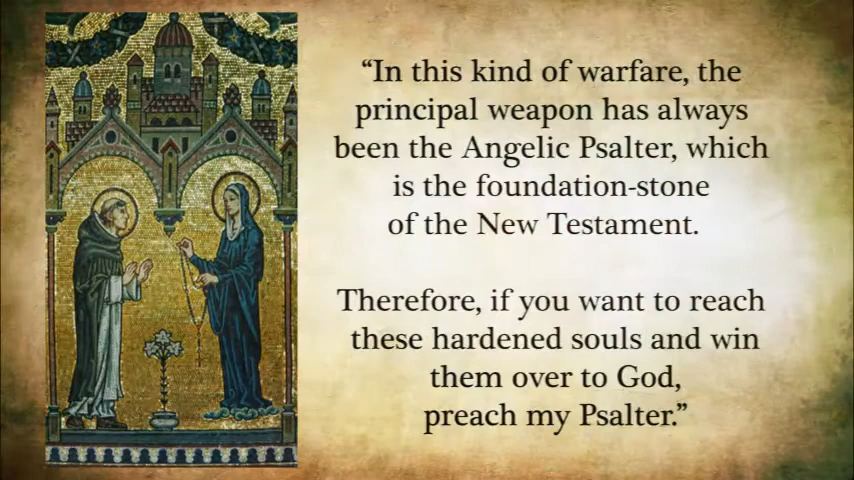 “In this kind of warfare, the
principal weapon has always
been the Angelic Psalter, which
is the foundation-stone
of the New Testament.
Therefore, if you want to reach
these hardened souls and win
them over to God,
preach my Psalter.”